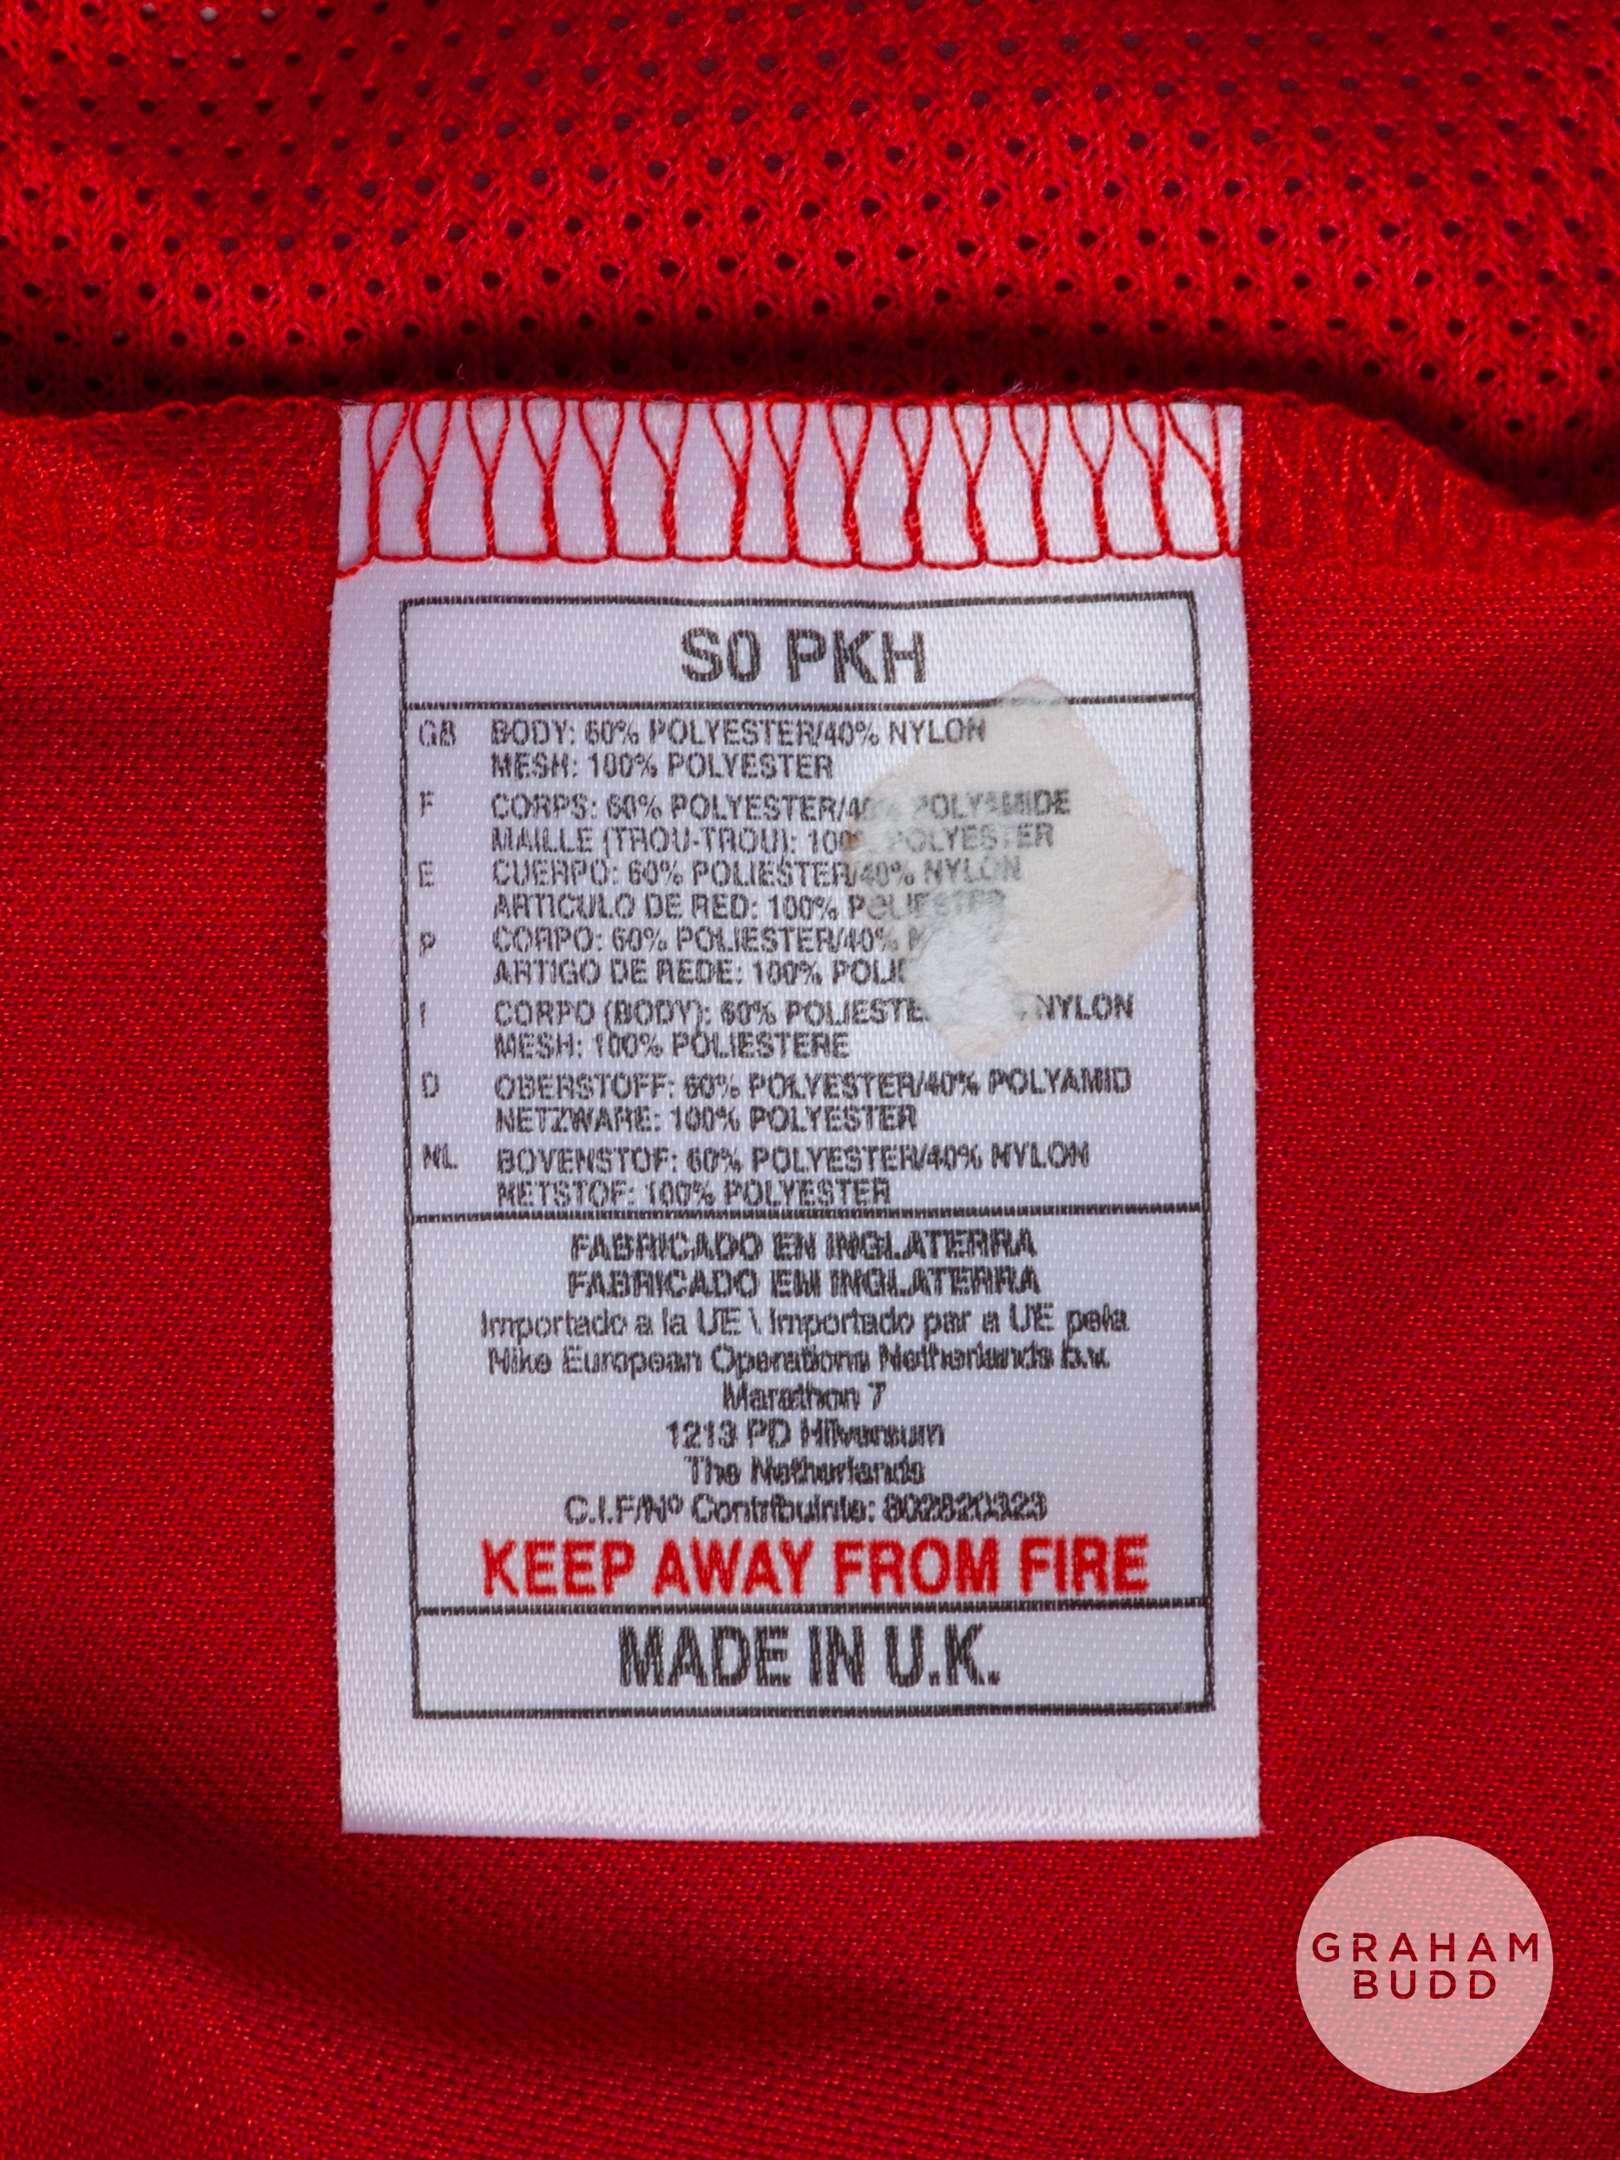 S0 PKH
GB BODY: 60% POLYESTER/40% NYLON
MESH: 100% POLYESTER
F CORPS: 60% POLYESTER/40% POLYAMIDE
MAILLE (TROU-TROU): 100% POLYESTER
E CUERPO: 60% POLIESTER/40% NYLON
ARTICULO DE RED: 100% POLIESTER
P CORPO: 60% POLIESTER/40%
ARTIGO DE REDE: 100%
I CORPO (BODY): 60% NYLON
MESH: 100% POLIESTERE
D OBERSTOFF: 60% POLYESTER/40% POLYAMID
NETZWARE: 100% POLYESTER
NL BOVENSTOF: 60% POLYESTER/40% NYLON
NETSTOF: 100% POLYESTER
FABRICADO EN INGLATERRA
FABRICADO EM INGLATERRA
Importado a la UE \ Importado par a UE pela
Nike European Operations Netherlands b.v.
Marathon 7
1213 PD Hilversum
The Netherlands
C.I.F/Nº Contribuinte: 802820323
KEEP AWAY FROM FIRE
MADE IN U.K.
GRAHAM
BUDD